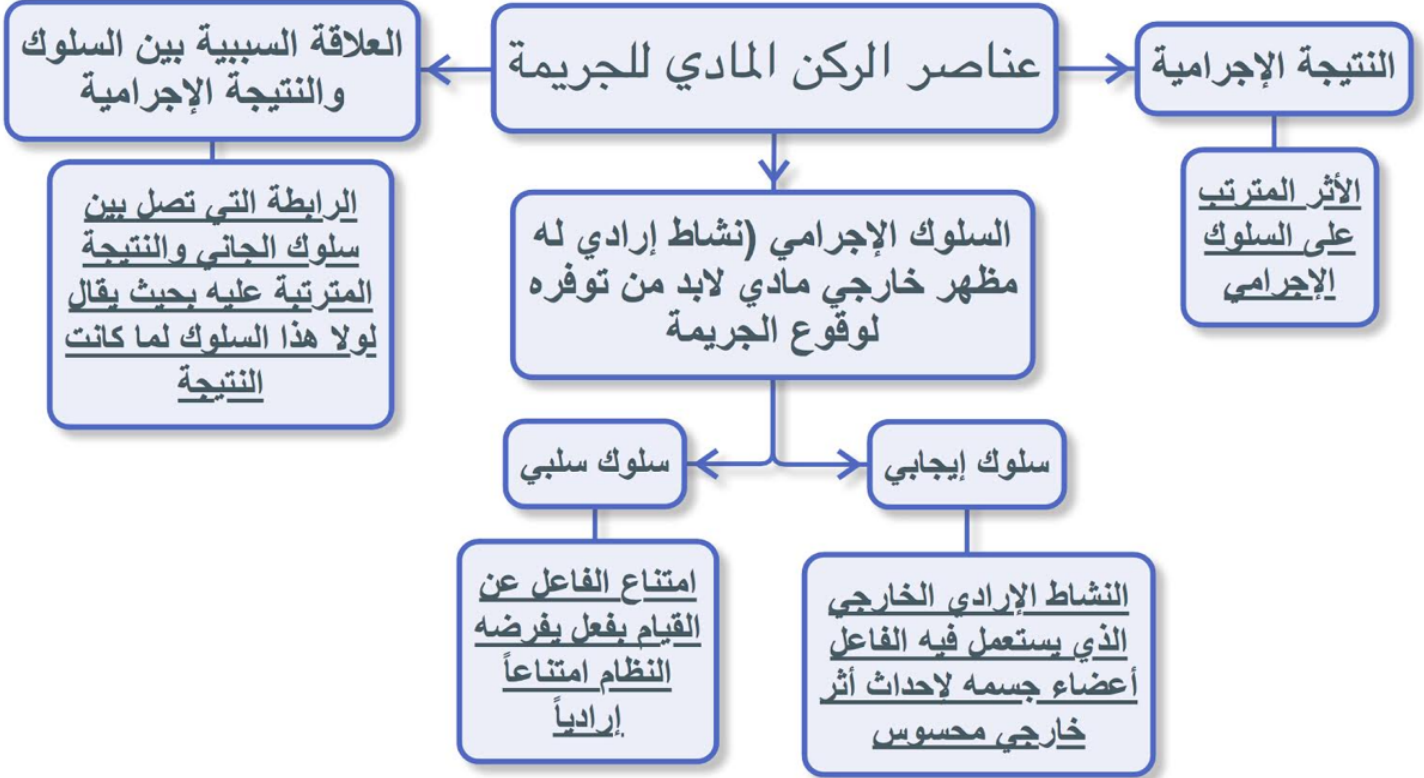 عناصر الركن المادي للجريمة
النتيجة الإجرامية
الأثر المترتب
على السلوك
الإجرامي
السلوك الإجرامي (نشاط إرادي له
مظهر خارجي مادي لابد من توفره
لوقوع الجريمة
سلوك إيجابي
النشاط الإرادي الخارجي
الذي يستعمل فيه الفاعل
أعضاء جسمه لإحداث أثر
خارجي محسوس
سلوك سلبي
امتناع الفاعل عن
القيام بفعل يفرضه
النظام امتناعاً
إرادياً
العلاقة السببية بين السلوك
والنتيجة الإجرامية
الرابطة التي تصل بين
سلوك الجاني والنتيجة
المترتبة عليه بحيث يقال
لولا هذا السلوك لما كانت
النتيجة